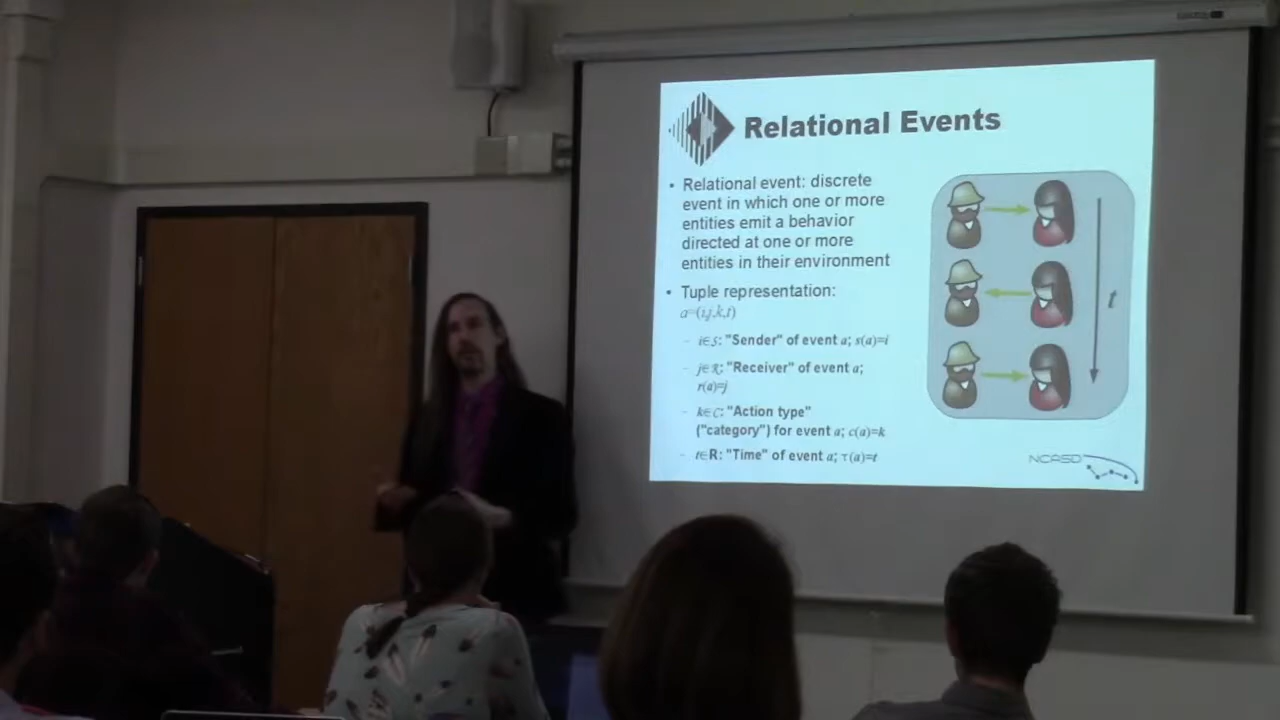 Relational Events
• Relational event: discrete
event in which one or more
entities emit a behavior
directed at one or more
entities in their environment
• Tuple representation:
a=(i,j,k,t)
– i∈S: "Sender" of event a; s(a)=i
– j∈R: "Receiver" of event a;
r(a)=j
– k∈C: "Action type"
("category") for event a; c(a)=k
– t∈R: "Time" of event a; τ(a)=t
t
NCASD